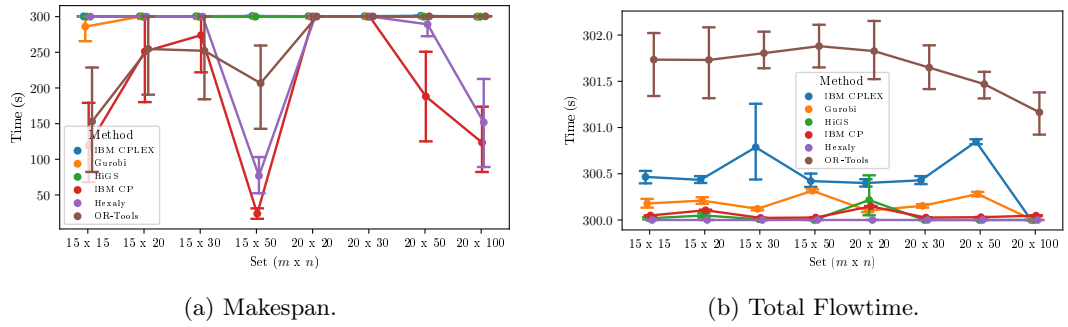 300
250
200
150
100
50
Time (s)
Method
IBM CPLEX
Gurobi
HiGS
IBM CP
Hexaly
OR-Tools
15 x 15
15 x 20
15 x 30
15 x 50
20 x 20
20 x 30
20 x 50
20 x 100
Set (m x n)
(a) Makespan.
302.0
301.5
301.0
300.5
300.0
Time (s)
Method
IBM CPLEX
Gurobi
HiGS
IBM CP
Hexaly
OR-Tools
15 x 15
15 x 20
15 x 30
15 x 50
20 x 20
20 x 30
20 x 50
20 x 100
Set (m x n)
(b) Total Flowtime.